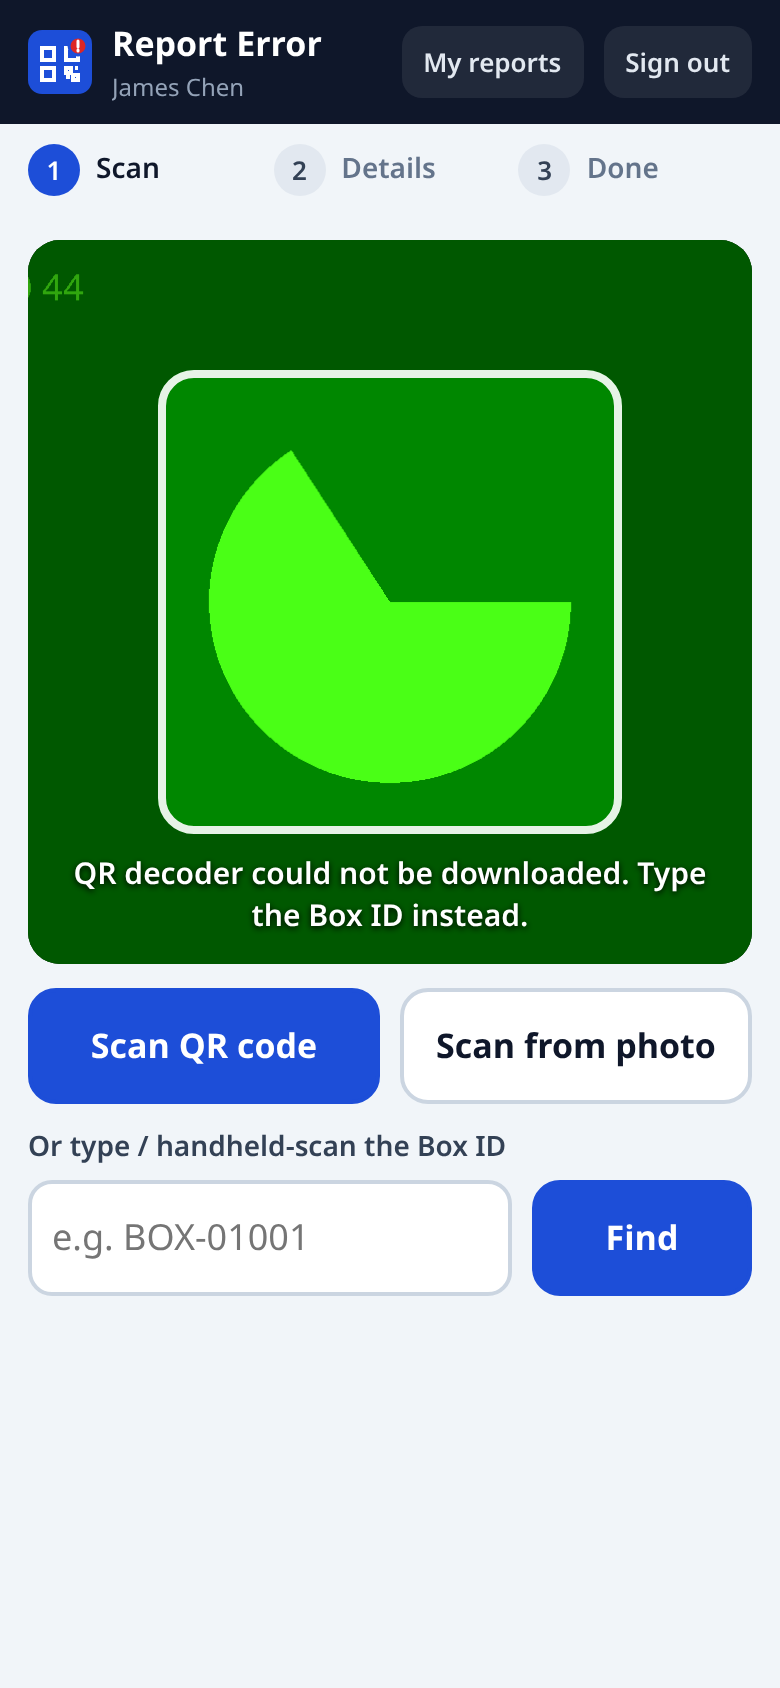 Report Error
James Chen
My reports
Sign out
1 Scan
2 Details
3 Done
44
QR decoder could not be downloaded. Type
the Box ID instead.
Scan QR code
Scan from photo
Or type / handheld-scan the Box ID
e.g. BOX-01001
Find